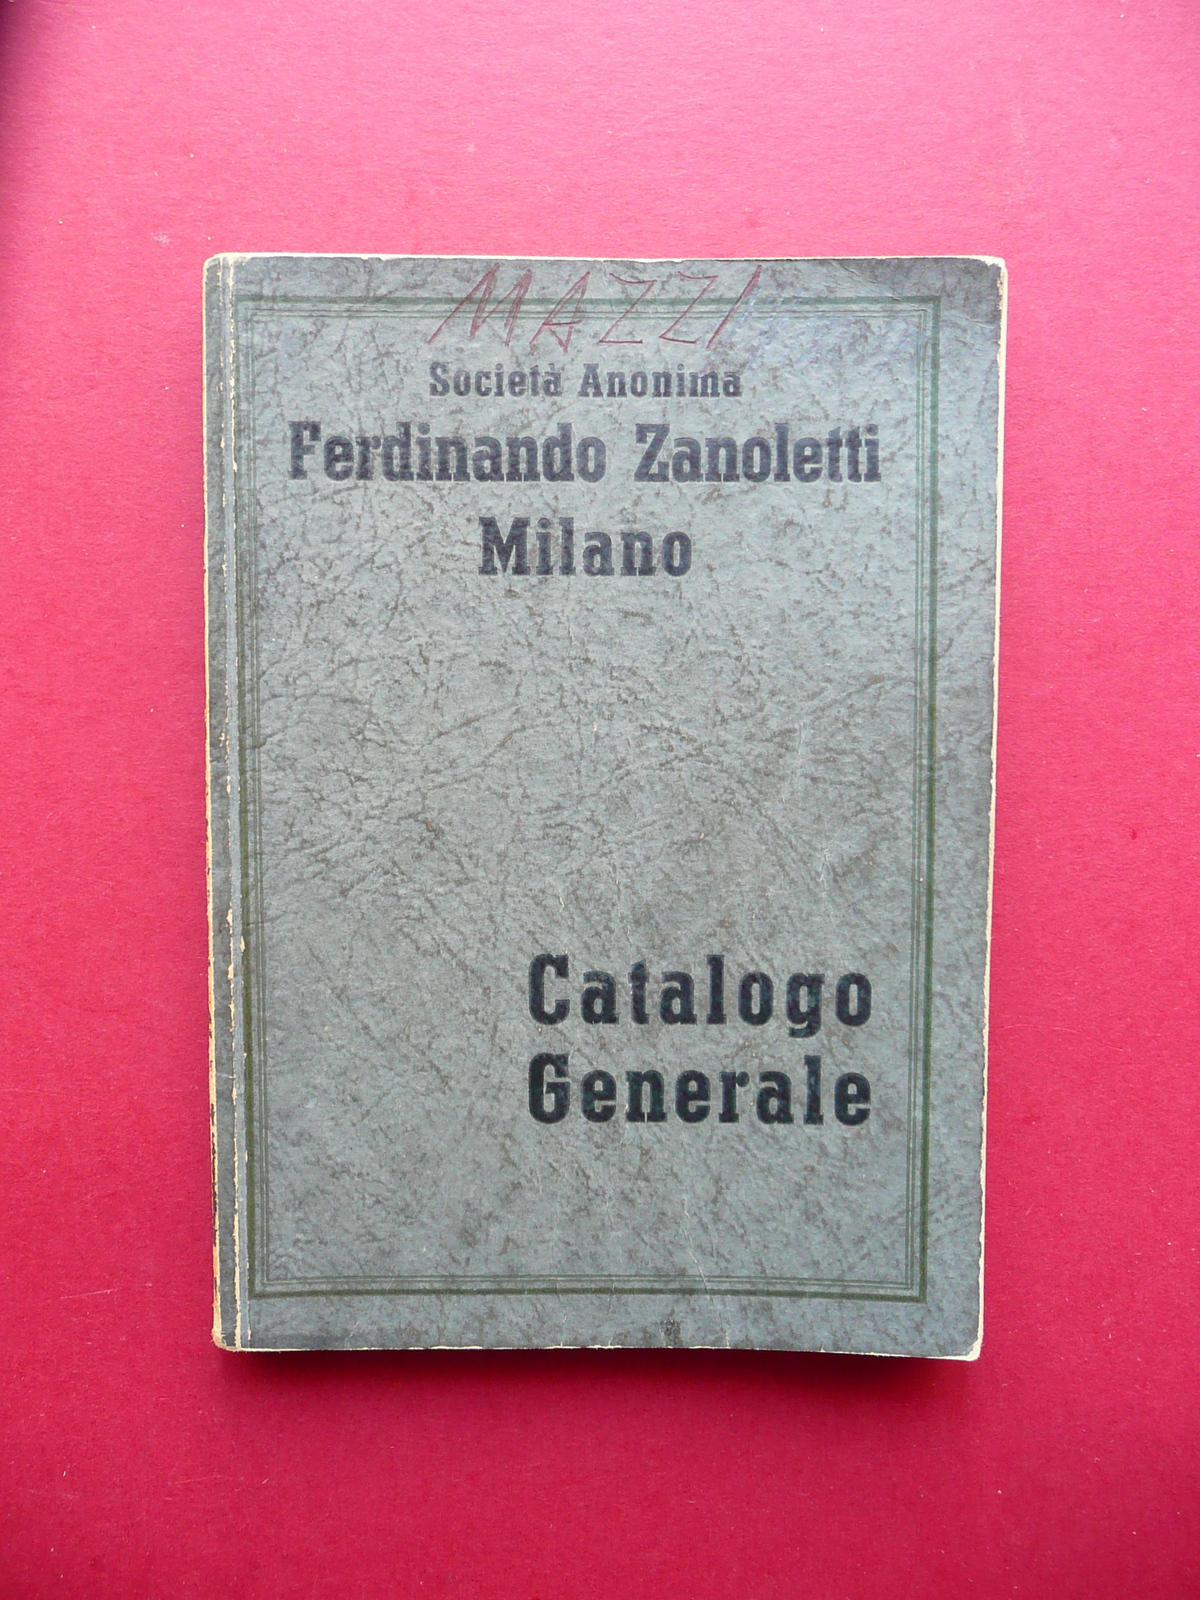 MAZZI
Società Anonima
Ferdinando Zanoletti
Milano
Catalogo
Generale